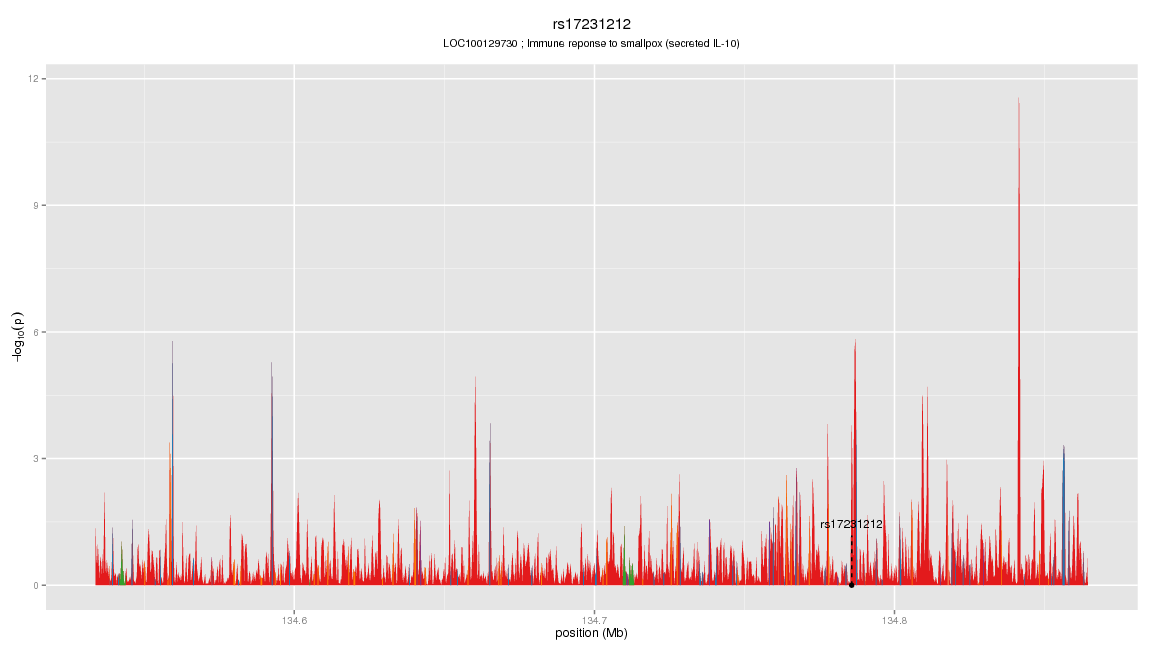 rs17231212
LOC100129730 ; Immune reponse to smallpox (secreted IL-10)
12
9
6
3
0
−log10(p)
rs17231212
134.6 134.7 134.8
position (Mb)